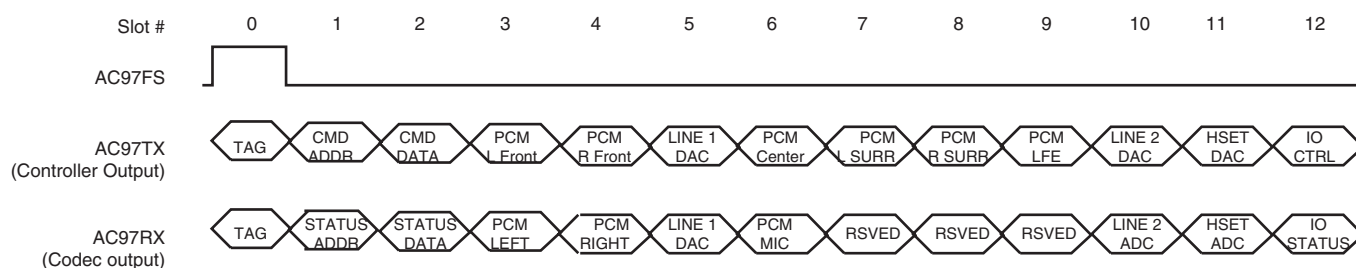 Slot # 0 1 2 3 4 5 6 7 8 9 10 11 12
AC97FS
AC97TX
(Controller Output)
TAG
CMD
ADDR
CMD
DATA
PCM
L Front
PCM
R Front
LINE 1
DAC
PCM
Center
PCM
L SURR
PCM
R SURR
PCM
LFE
LINE 2
DAC
HSET
DAC
IO
CTRL
AC97RX
(Codec output)
TAG
STATUS
ADDR
STATUS
DATA
PCM
LEFT
PCM
RIGHT
LINE 1
DAC
PCM
MIC
RSVED
RSVED
RSVED
LINE 2
ADC
HSET
ADC
IO
STATUS